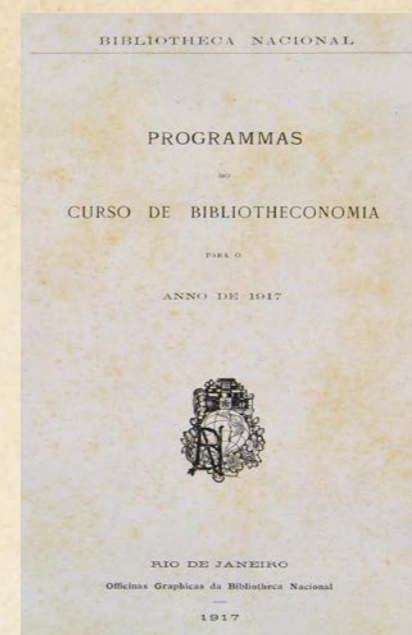 BIBLIOTHECA NACIONAL
PROGRAMMAS
DO
CURSO DE BIBLIOTHECONOMIA
PARA O
ANNO DE 1917
RIO DE JANEIRO
Officinas Graphicas da Bibliotheca Nacional
1917